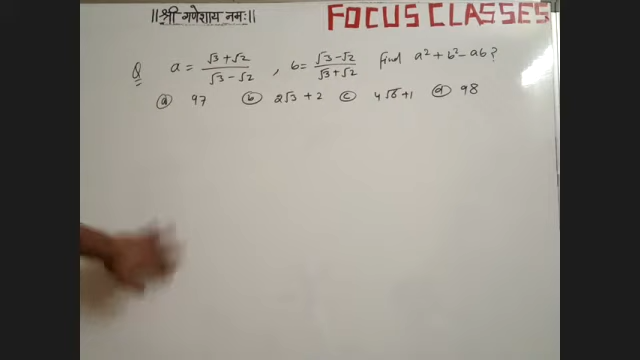 ||श्री गणेशाय नमः||
FOCUS CLASSES
Q a = √3+√2 / √3-√2 , b = √3-√2 / √3+√2 Find a² + b² - ab?
(a) 97 (b) 2√3 + 2 (c) 4√6 + 1 (d) 98